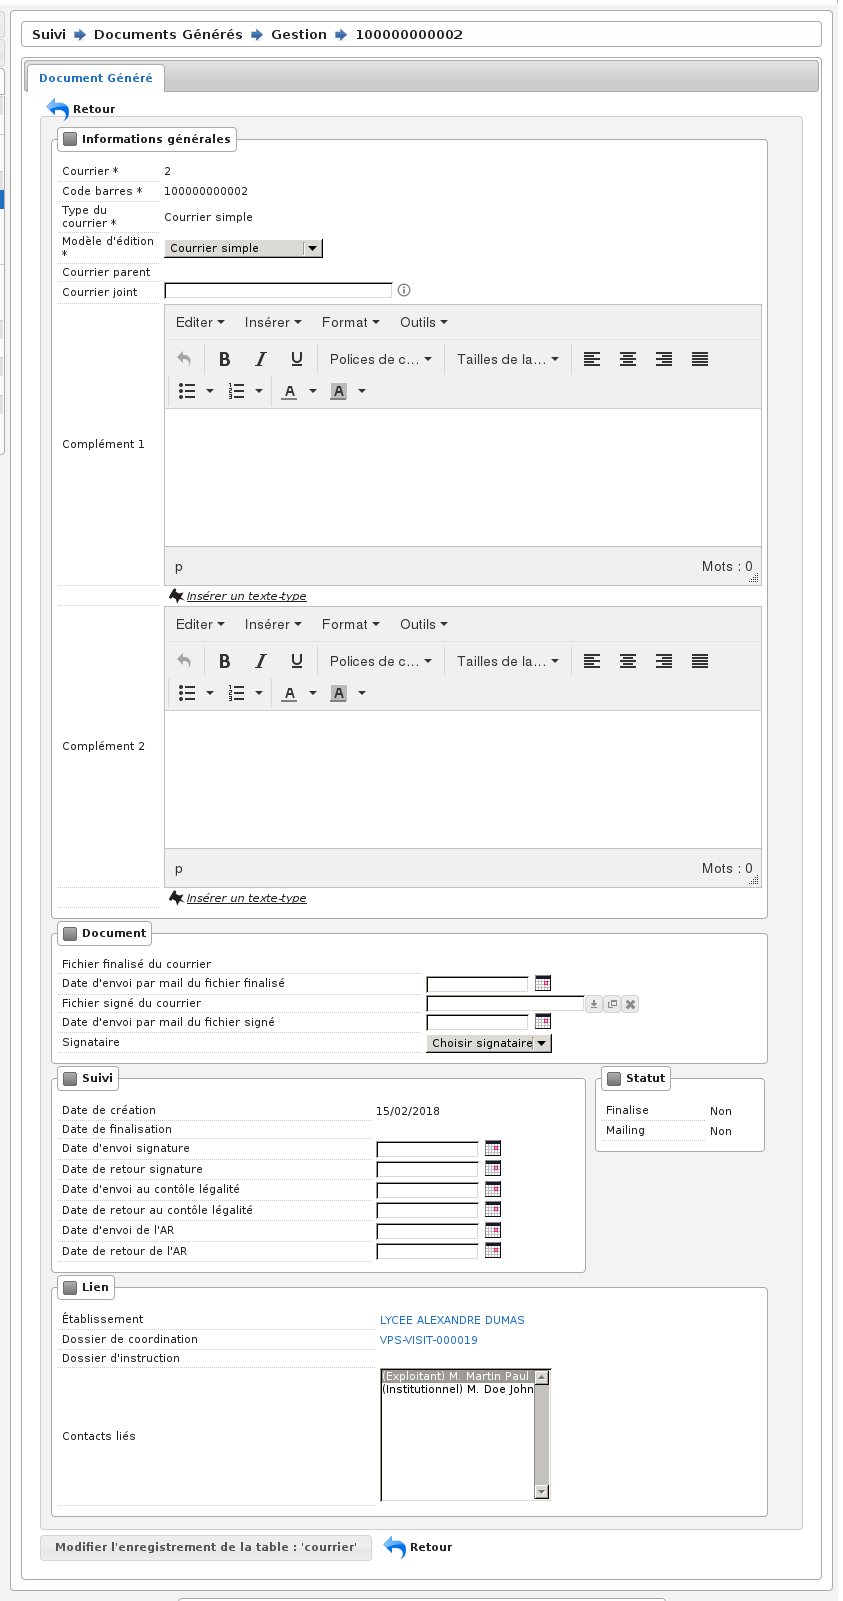 Suivi Documents Générés Gestion 100000000002
Document Généré
Retour
Informations générales
Courrier * 2
Code barres * 100000000002
Type du
courrier * Courrier simple
Modèle d'édition
* Courrier simple
Courrier parent
Courrier joint
Editer Insérer Format Outils
B I U Polices de c... Tailles de la...
A A
Complément 1
p Mots : 0
Insérer un texte-type
Editer Insérer Format Outils
B I U Polices de c... Tailles de la...
A A
Complément 2
p Mots : 0
Insérer un texte-type
Document
Fichier finalisé du courrier
Date d'envoi par mail du fichier finalisé
Fichier signé du courrier
Date d'envoi par mail du fichier signé
Signataire Choisir signataire
Suivi
Date de création 15/02/2018
Date de finalisation
Date d'envoi signature
Date de retour signature
Date d'envoi au contôle légalité
Date de retour au contôle légalité
Date d'envoi de l'AR
Date de retour de l'AR
Statut
Finalise Non
Mailing Non
Lien
Établissement LYCEE ALEXANDRE DUMAS
Dossier de coordination VPS-VISIT-000019
Dossier d'instruction
Contacts liés
(Exploitant) M. Martin Paul
(Institutionnel) M. Doe John
Modifier l'enregistrement de la table : 'courrier' Retour